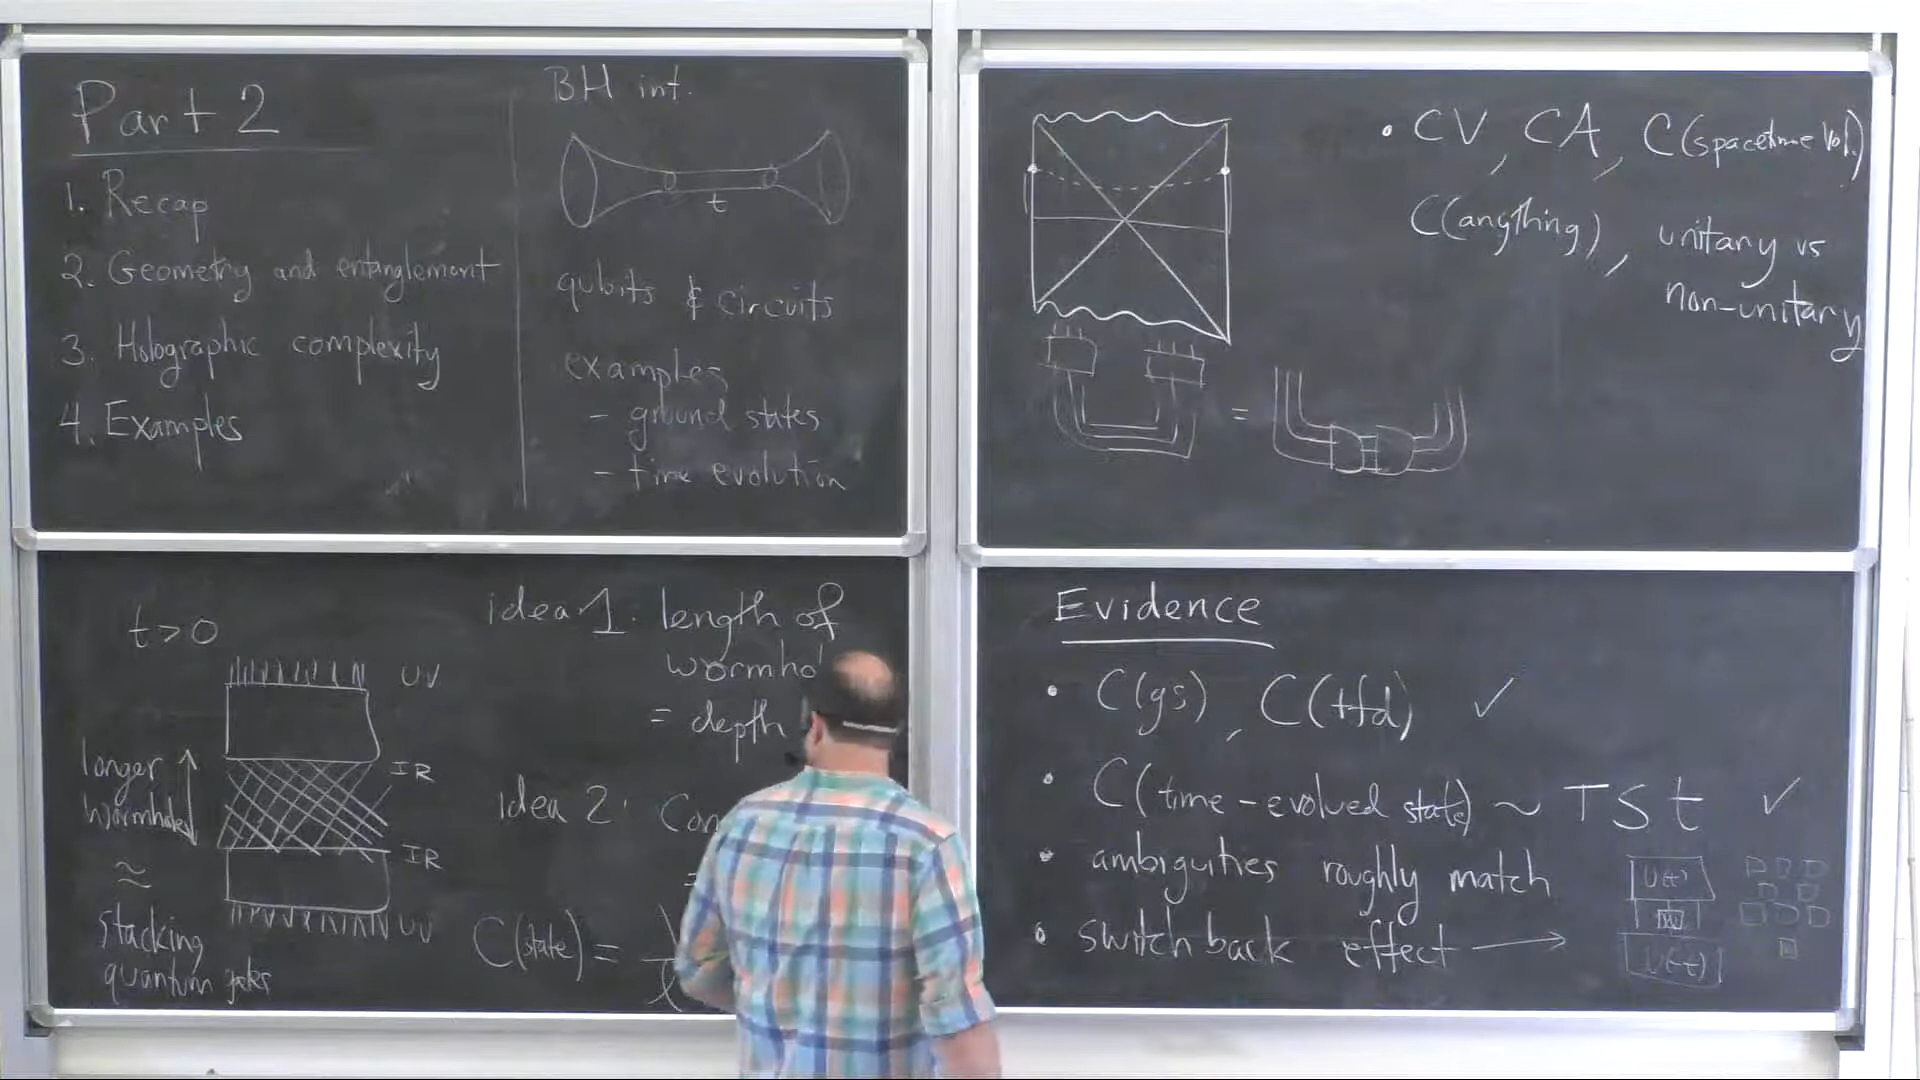 Part 2
1. Recap
2. Geometry and entanglement
3. Holographic complexity
4. Examples
BH int.
t
qubits & circuits
examples
- ground states
- time evolution
t>0
UV
IR
longer
wormhole
IR
≈
UV
stacking
quantum gates
idea 1: length of
wormho
= depth
idea 2: Con
=
C(state) =
• CV, CA, C(spacetime vol.)
C(anything), unitary vs
non-unitary
=
Evidence
• C(gs), C(tfd) ✓
• C(time-evolved state) ~ T S t ✓
• ambiguities roughly match
• switchback effect →
U(t)
W
U(-t)